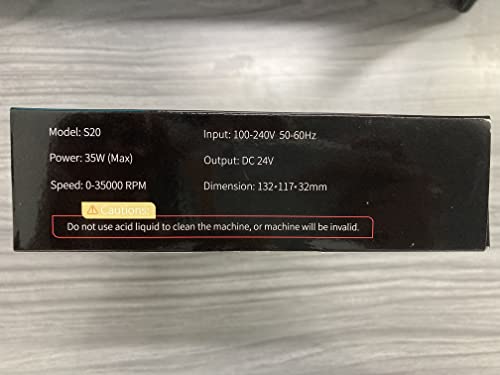 Model: S20
Input: 100-240V 50-60Hz
Power: 35W (Max)
Output: DC 24V
Speed: 0-35000 RPM
Dimension: 132*117*32mm
Cautions:
Do not use acid liquid to clean the machine, or machine will be invalid.